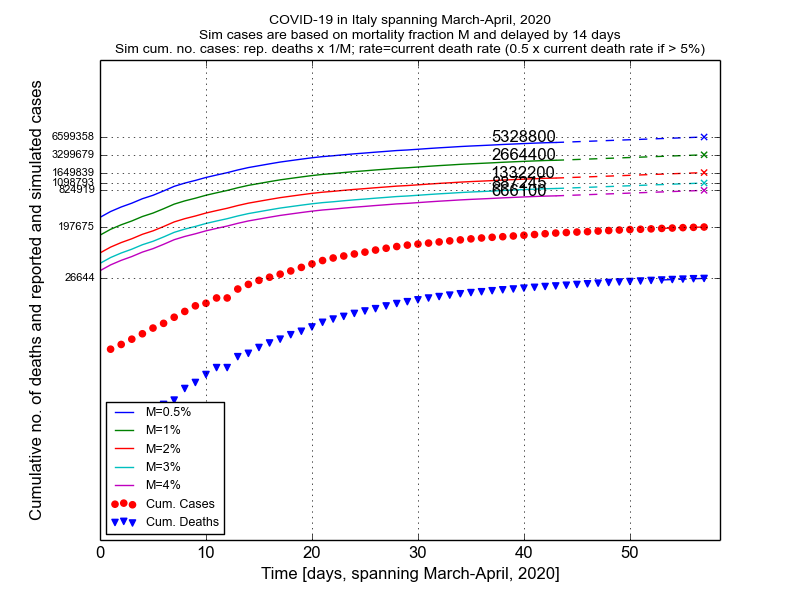 COVID-19 in Italy spanning March-April, 2020
Sim cases are based on mortality fraction M and delayed by 14 days
Sim cum. no. cases: rep. deaths x 1/M; rate=current death rate (0.5 x current death rate if > 5%)
Cumulative no. of deaths and reported and simulated cases
6599358
3299679
1649839
1098793
824919
197675
26644
5328800
2664400
1332200
887245
666100
M=0.5%
M=1%
M=2%
M=3%
M=4%
Cum. Cases
Cum. Deaths
0 10 20 30 40 50
Time [days, spanning March-April, 2020]